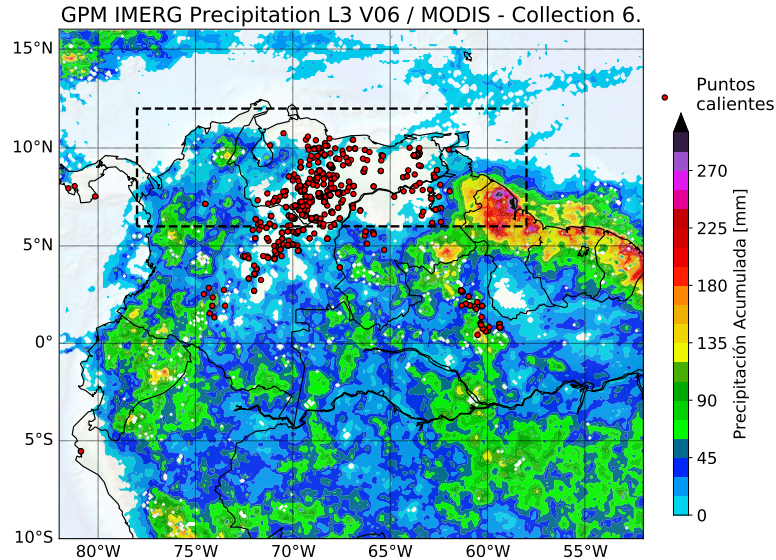 GPM IMERG Precipitation L3 V06 / MODIS - Collection 6.
15°N
10°N
5°N
0°
5°S
10°S
80°W
75°W
70°W
65°W
60°W
55°W
Puntos
calientes
270
225
180
135
90
45
0
Precipitación Acumulada [mm]